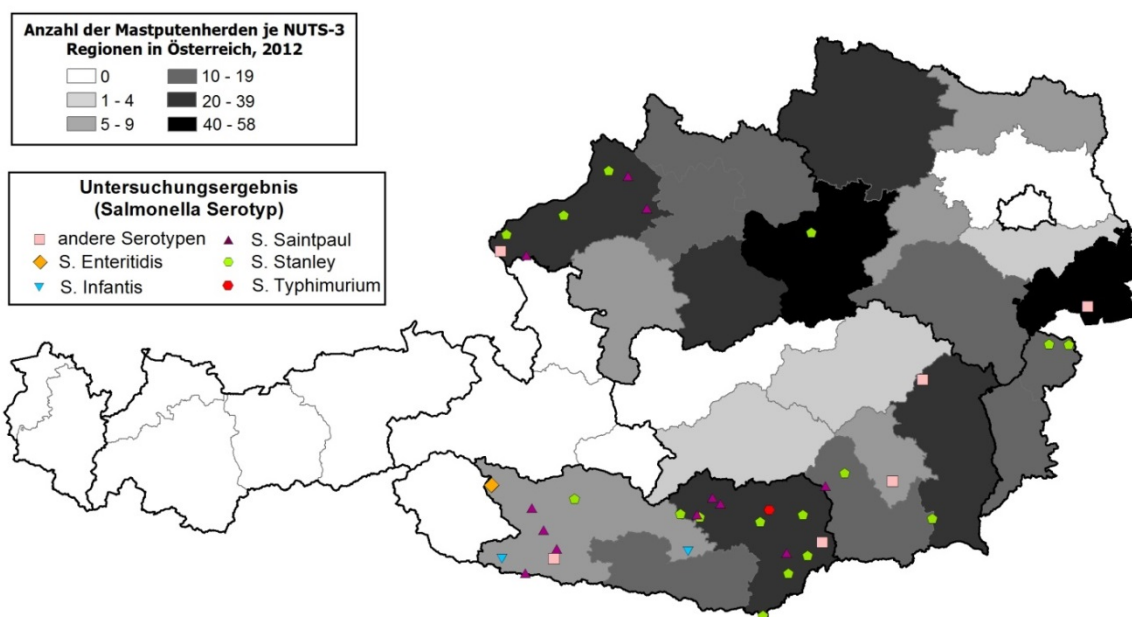 Anzahl der Mastputenherden je NUTS-3
Regionen in Österreich, 2012
0
10 - 19
1 - 4
20 - 39
5 - 9
40 - 58
Untersuchungsergebnis
(Salmonella Serotyp)
andere Serotypen
S. Saintpaul
S. Enteritidis
S. Stanley
S. Infantis
S. Typhimurium